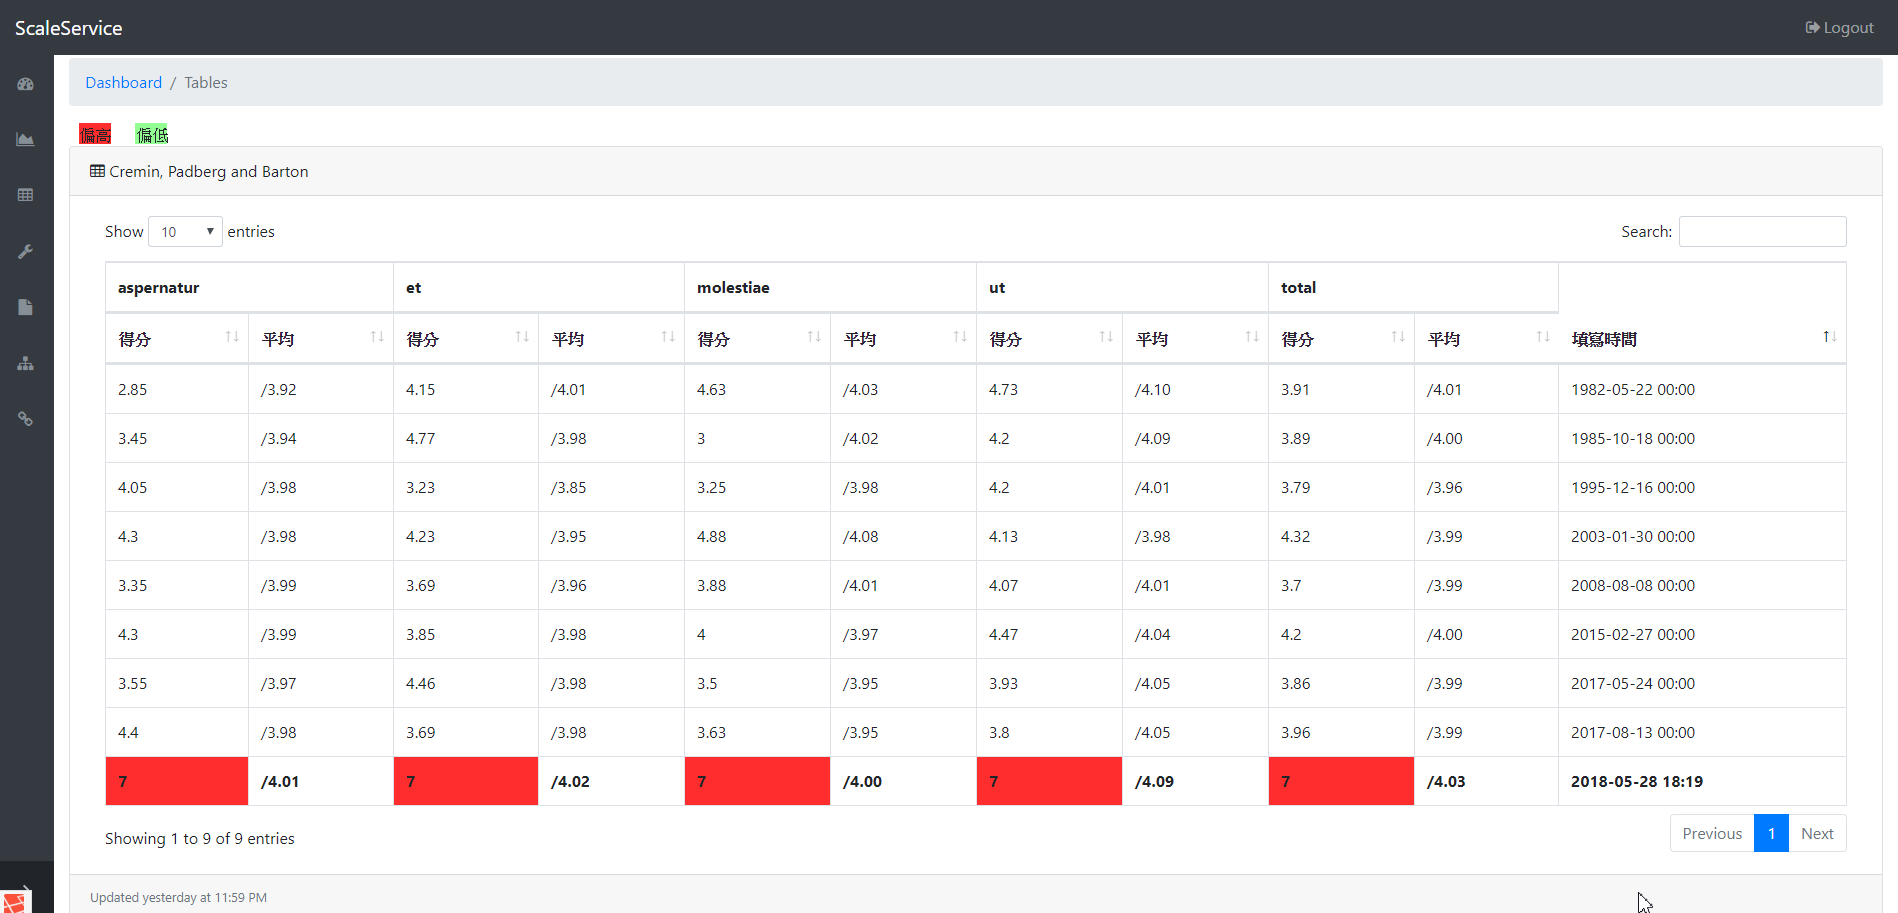 ScaleService
Logout
Dashboard / Tables
偏高 偏低
Cremin, Padberg and Barton
Show 10 entries
Search:
aspernatur et molestiae ut total
得分 平均 得分 平均 得分 平均 得分 平均 得分 平均 填寫時間
2.85 /3.92 4.15 /4.01 4.63 /4.03 4.73 /4.10 3.91 /4.01 1982-05-22 00:00
3.45 /3.94 4.77 /3.98 3 /4.02 4.2 /4.09 3.89 /4.00 1985-10-18 00:00
4.05 /3.98 3.23 /3.85 3.25 /3.98 4.2 /4.01 3.79 /3.96 1995-12-16 00:00
4.3 /3.98 4.23 /3.95 4.88 /4.08 4.13 /3.98 4.32 /3.99 2003-01-30 00:00
3.35 /3.99 3.69 /3.96 3.88 /4.01 4.07 /4.01 3.7 /3.99 2008-08-08 00:00
4.3 /3.99 3.85 /3.98 4 /3.97 4.47 /4.04 4.2 /4.00 2015-02-27 00:00
3.55 /3.97 4.46 /3.98 3.5 /3.95 3.93 /4.05 3.86 /3.99 2017-05-24 00:00
4.4 /3.98 3.69 /3.98 3.63 /3.95 3.8 /4.05 3.96 /3.99 2017-08-13 00:00
7 /4.01 7 /4.02 7 /4.00 7 /4.09 7 /4.03 2018-05-28 18:19
Showing 1 to 9 of 9 entries
Previous 1 Next
Updated yesterday at 11:59 PM